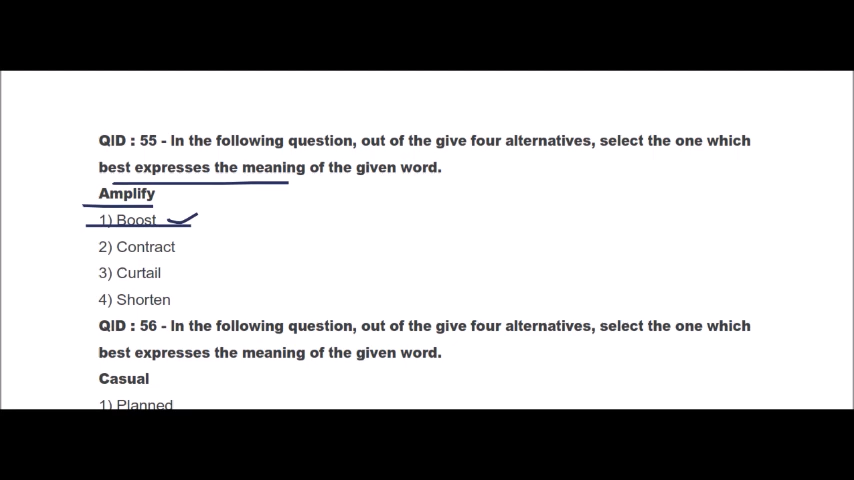 QID : 55 - In the following question, out of the give four alternatives, select the one which
best expresses the meaning of the given word.
Amplify
1) Boost
2) Contract
3) Curtail
4) Shorten
QID : 56 - In the following question, out of the give four alternatives, select the one which
best expresses the meaning of the given word.
Casual
1) Planned